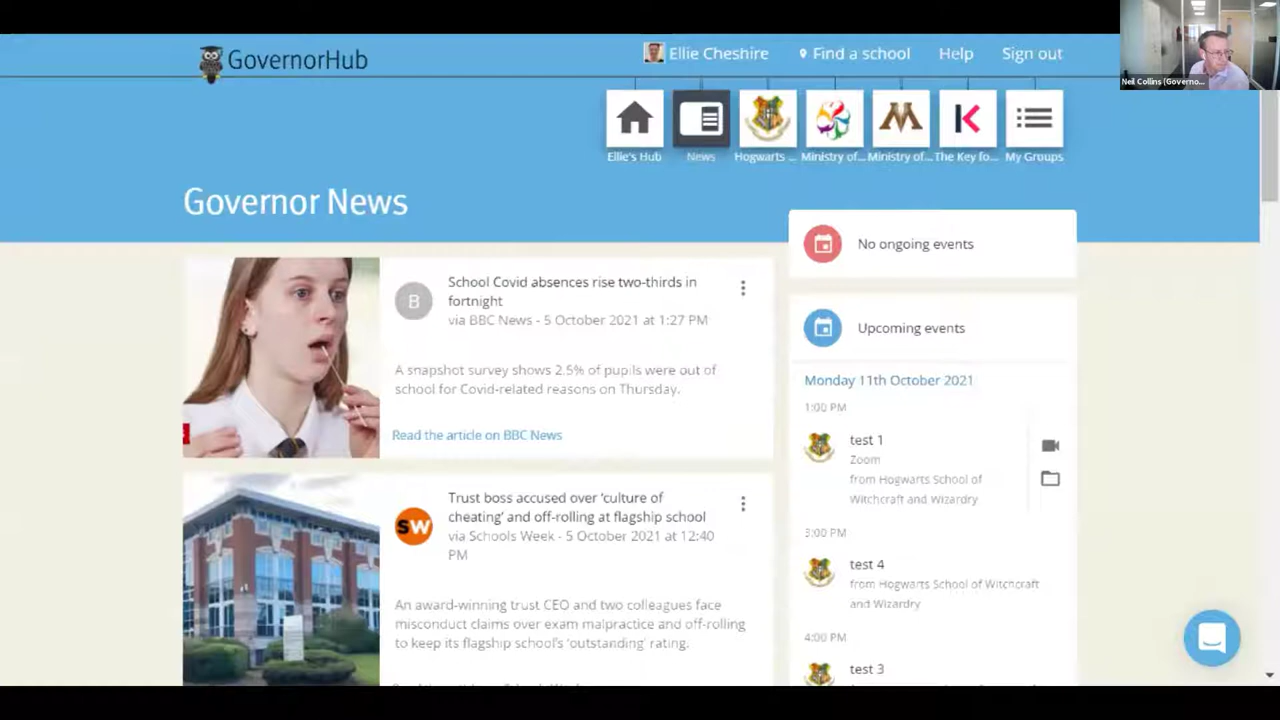 GovernorHub
Ellie Cheshire
Find a school
Help
Sign out
Neil Collins (Governo...
Ellie's Hub
News
Hogwarts ...
Ministry of...
Ministry of...
The Key fo...
My Groups
Governor News
No ongoing events
B
School Covid absences rise two-thirds in
fortnight
via BBC News - 5 October 2021 at 1:27 PM
A snapshot survey shows 2.5% of pupils were out of
school for Covid-related reasons on Thursday.
Read the article on BBC News
Upcoming events
Monday 11th October 2021
1:00 PM
test 1
Zoom
from Hogwarts School of
Witchcraft and Wizardry
3:00 PM
test 4
from Hogwarts School of Witchcraft
and Wizardry
4:00 PM
test 3
SW
Trust boss accused over ‘culture of
cheating’ and off-rolling at flagship school
via Schools Week - 5 October 2021 at 12:40
PM
An award-winning trust CEO and two colleagues face
misconduct claims over exam malpractice and off-rolling
to keep its flagship school’s ‘outstanding’ rating.